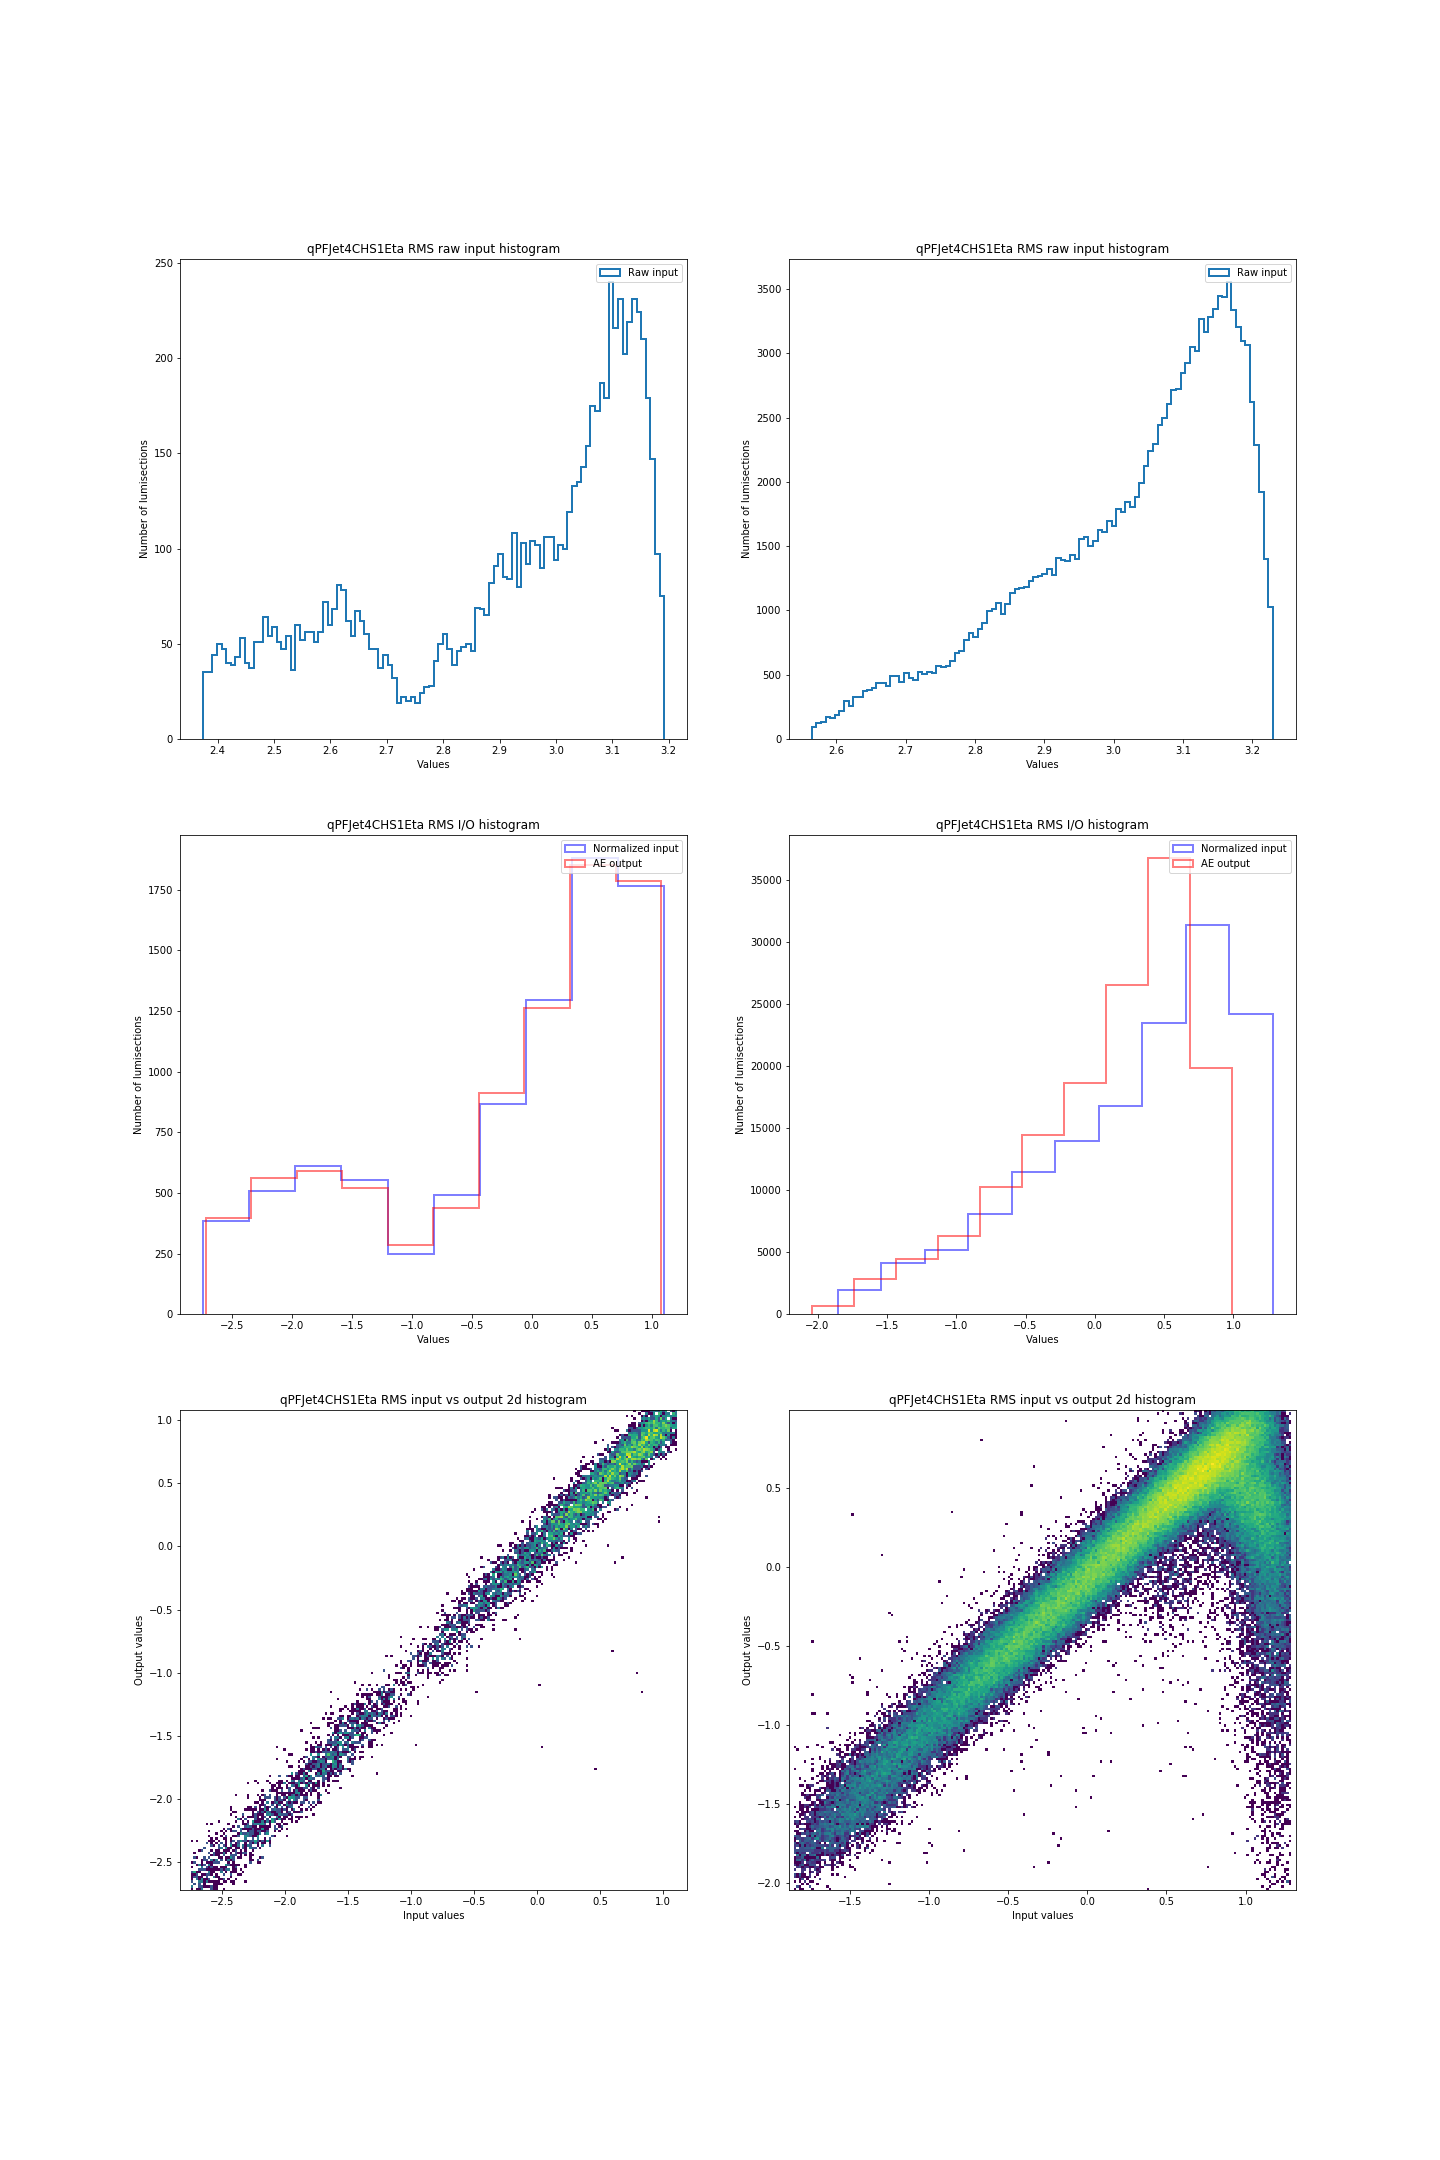 qPFJet4CHS1Eta RMS raw input histogram
Raw input
250
200
150
100
50
0
Number of lumisections
2.4 2.5 2.6 2.7 2.8 2.9 3.0 3.1 3.2
Values
qPFJet4CHS1Eta RMS raw input histogram
Raw input
3500
3000
2500
2000
1500
1000
500
0
Number of lumisections
2.6 2.7 2.8 2.9 3.0 3.1 3.2
Values
qPFJet4CHS1Eta RMS I/O histogram
Normalized input
AE output
1750
1500
1250
1000
750
500
250
0
Number of lumisections
−2.5 −2.0 −1.5 −1.0 −0.5 0.0 0.5 1.0
Values
qPFJet4CHS1Eta RMS I/O histogram
Normalized input
AE output
35000
30000
25000
20000
15000
10000
5000
0
Number of lumisections
−2.0 −1.5 −1.0 −0.5 0.0 0.5 1.0
Values
qPFJet4CHS1Eta RMS input vs output 2d histogram
1.0
0.5
0.0
−0.5
−1.0
−1.5
−2.0
−2.5
Output values
−2.5 −2.0 −1.5 −1.0 −0.5 0.0 0.5 1.0
Input values
qPFJet4CHS1Eta RMS input vs output 2d histogram
0.5
0.0
−0.5
−1.0
−1.5
−2.0
Output values
−1.5 −1.0 −0.5 0.0 0.5 1.0
Input values